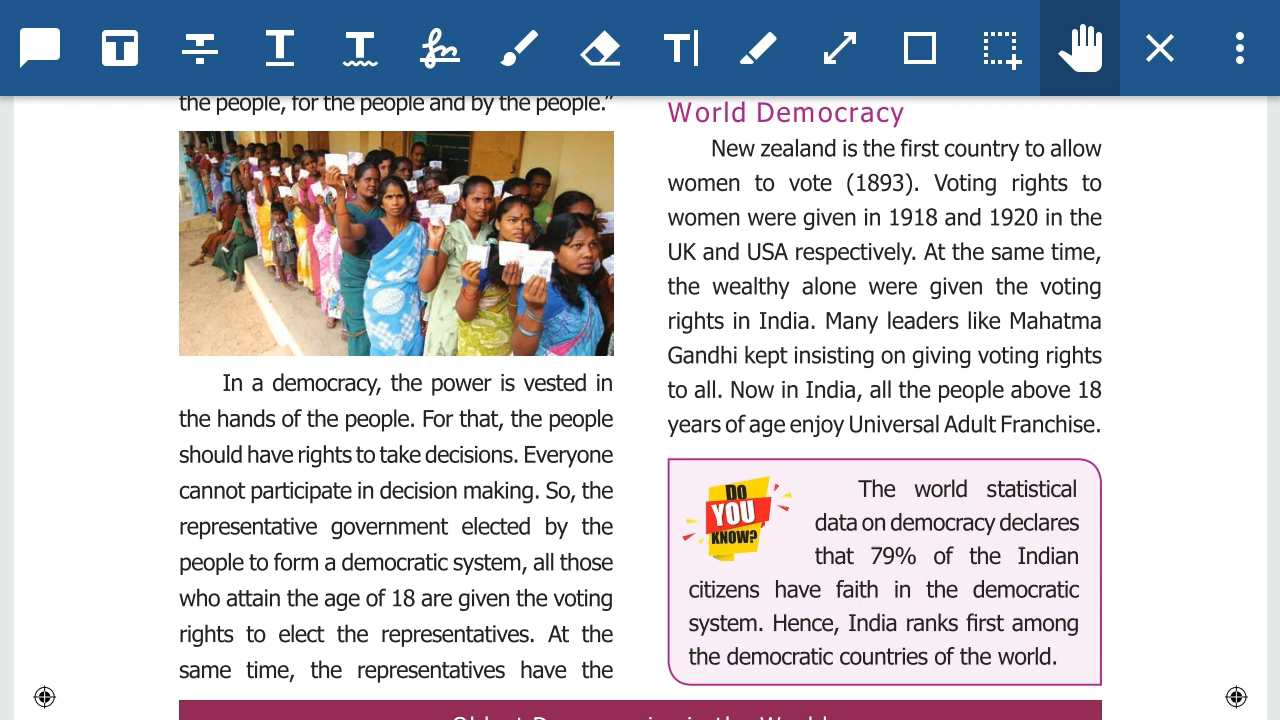 the people, for the people and by the people.”
In a democracy, the power is vested in
the hands of the people. For that, the people
should have rights to take decisions. Everyone
cannot participate in decision making. So, the
representative government elected by the
people to form a democratic system, all those
who attain the age of 18 are given the voting
rights to elect the representatives. At the
same time, the representatives have the
World Democracy
New zealand is the first country to allow
women to vote (1893). Voting rights to
women were given in 1918 and 1920 in the
UK and USA respectively. At the same time,
the wealthy alone were given the voting
rights in India. Many leaders like Mahatma
Gandhi kept insisting on giving voting rights
to all. Now in India, all the people above 18
years of age enjoy Universal Adult Franchise.
DO
YOU
KNOW?
The world statistical
data on democracy declares
that 79% of the Indian
citizens have faith in the democratic
system. Hence, India ranks first among
the democratic countries of the world.
Oldest Democracies in the World